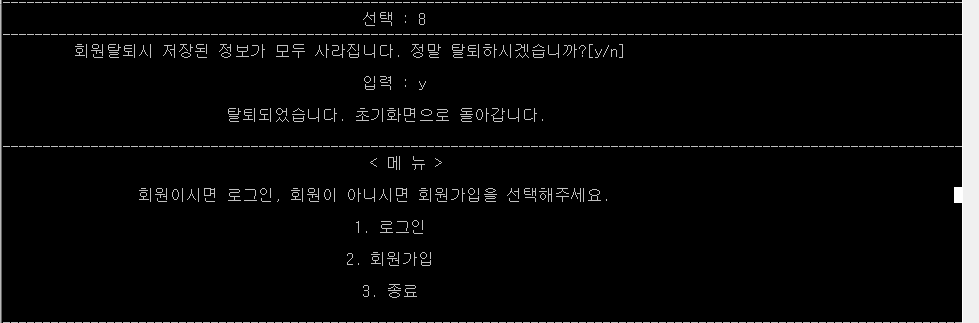 선택 : 8
회원탈퇴시 저장된 정보가 모두 사라집니다. 정말 탈퇴하시겠습니까?[y/n]
입력 : y
탈퇴되었습니다. 초기화면으로 돌아갑니다.
< 메 뉴 >
회원이시면 로그인, 회원이 아니시면 회원가입을 선택해주세요.
1. 로그인
2. 회원가입
3. 종료